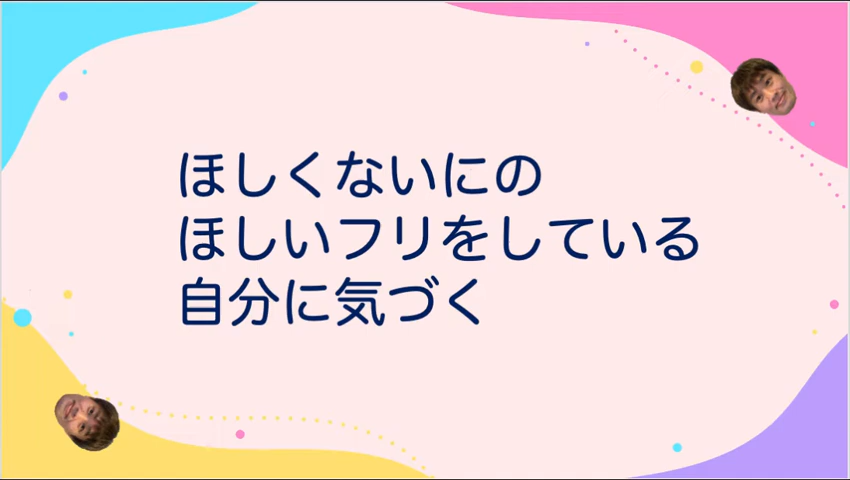 ほしくないにの
ほしいフリをしている
自分に気づく